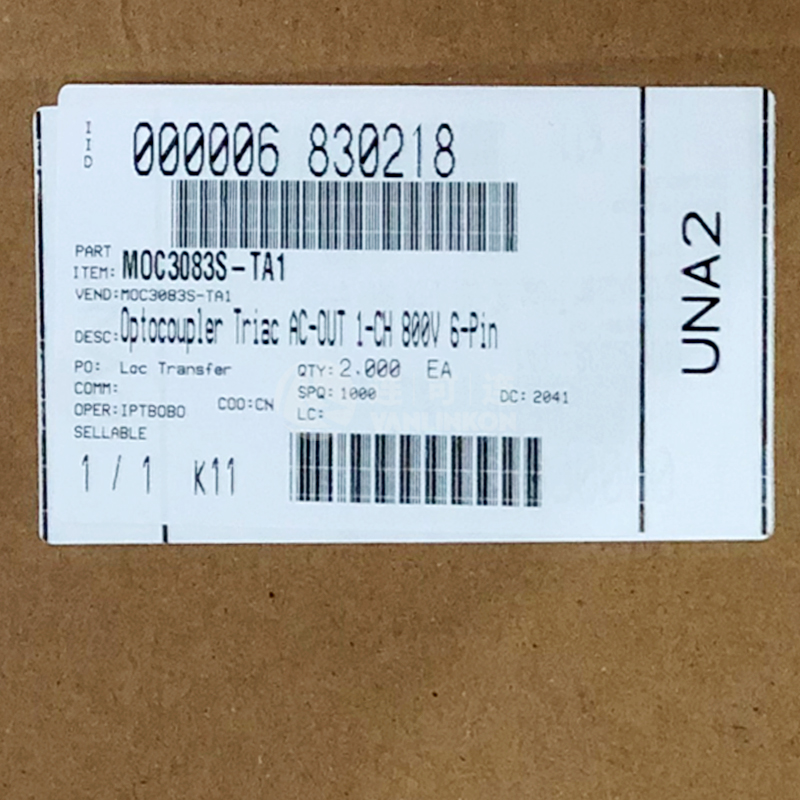 IID 000006 830218
PART
ITEM: MOC3083S-TA1
VEND:MOC3083S-TA1
DESC:Optocoupler Triac AC-OUT 1-CH 800V 6-Pin
PO: Loc Transfer QTY: 2.000 EA
COMM: SPQ: 1000 DC: 2041
OPER:IPTBOBO COO:CN LC:
SELLABLE
1 / 1 K11
UNA2
YANLINKON